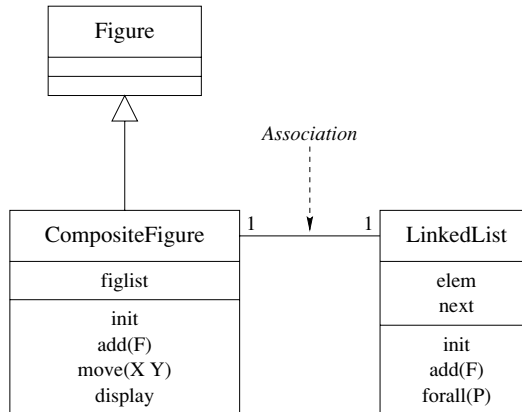 Figure
Association
CompositeFigure
1
1
LinkedList
figlist
elem
next
init
add(F)
move(X Y)
display
init
add(F)
forall(P)